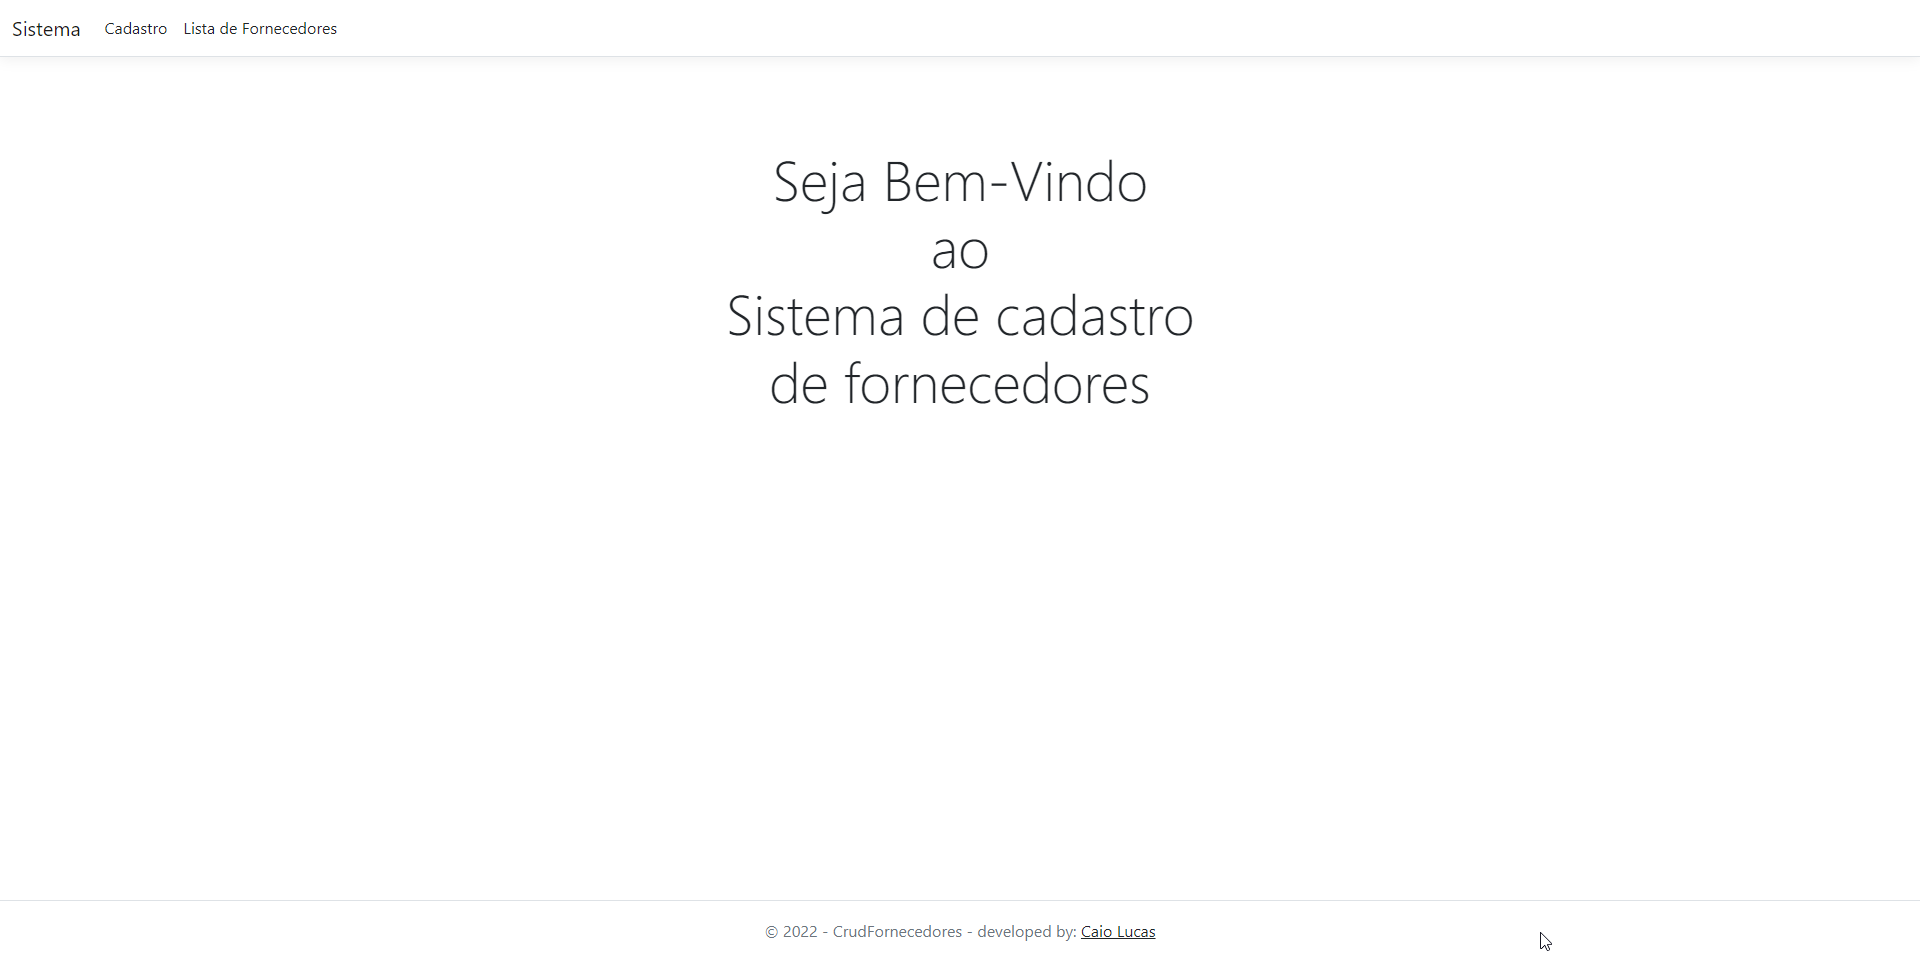 Sistema Cadastro Lista de Fornecedores
Seja Bem-Vindo
ao
Sistema de cadastro
de fornecedores
© 2022 - CrudFornecedores - developed by: Caio Lucas